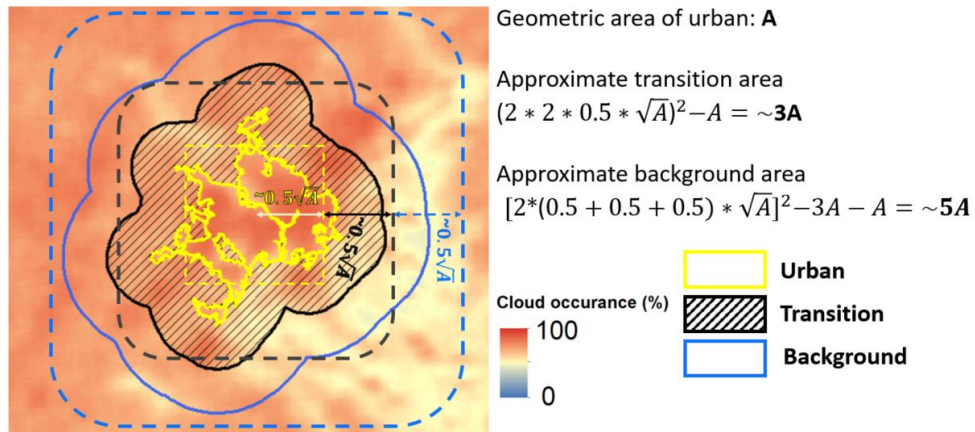 Geometric area of urban: A
Approximate transition area
(2 * 2 * 0.5 * √A)²−A = ~3A
Approximate background area
[2*(0.5 + 0.5 + 0.5) * √A]²−3A − A = ~5A
~0.5√A
~0.5√A
~0.5√A
Urban
Cloud occurance (%)
100
0
Transition
Background